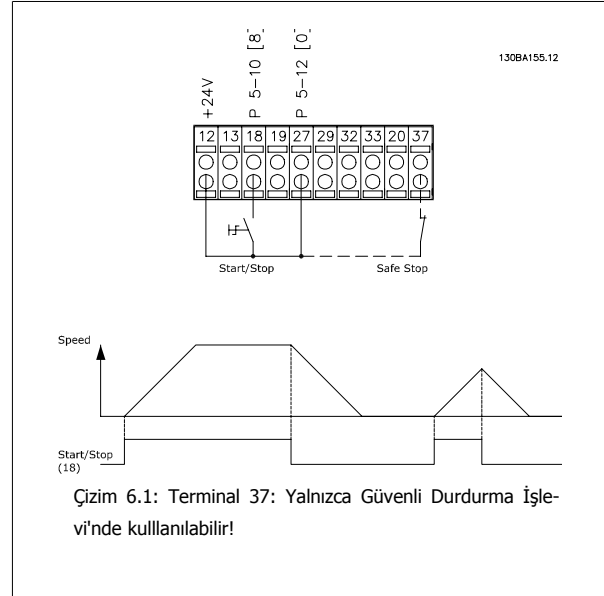 130BA155.12
+24V
P 5-10 [8]
P 5-12 [0]
12 13 18 19 27 29 32 33 20 37
Start/Stop
Safe Stop
Speed
Start/Stop
(18)
Çizim 6.1: Terminal 37: Yalnızca Güvenli Durdurma İşle-
vi'nde kulllanılabilir!